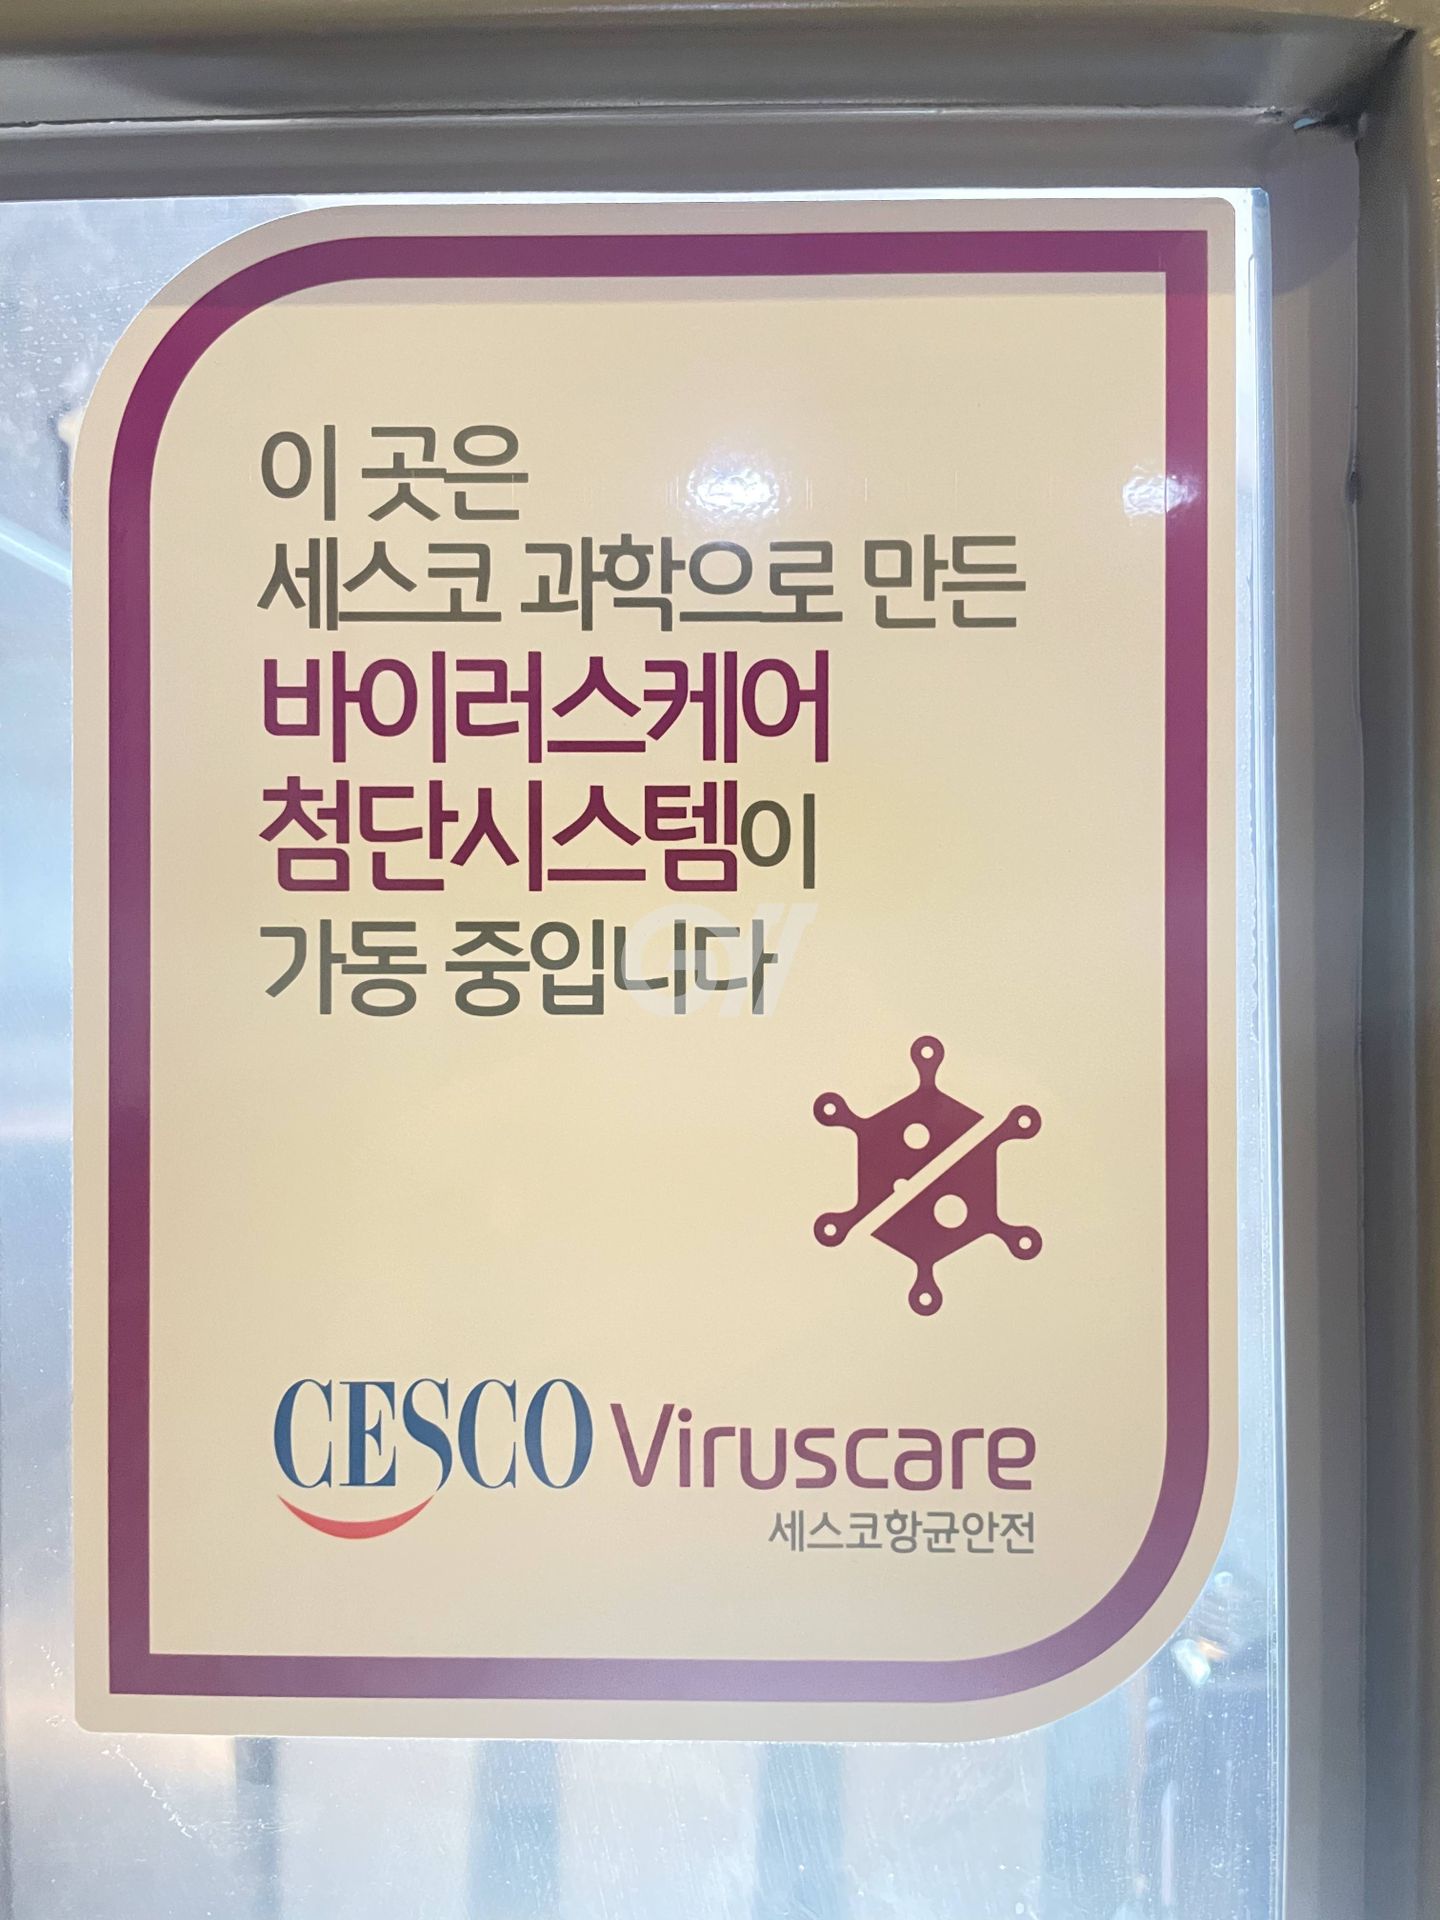 이 곳은
세스코 과학으로 만든
바이러스케어
첨단시스템이
가동 중입니다
CESCO Viruscare
세스코항균안전